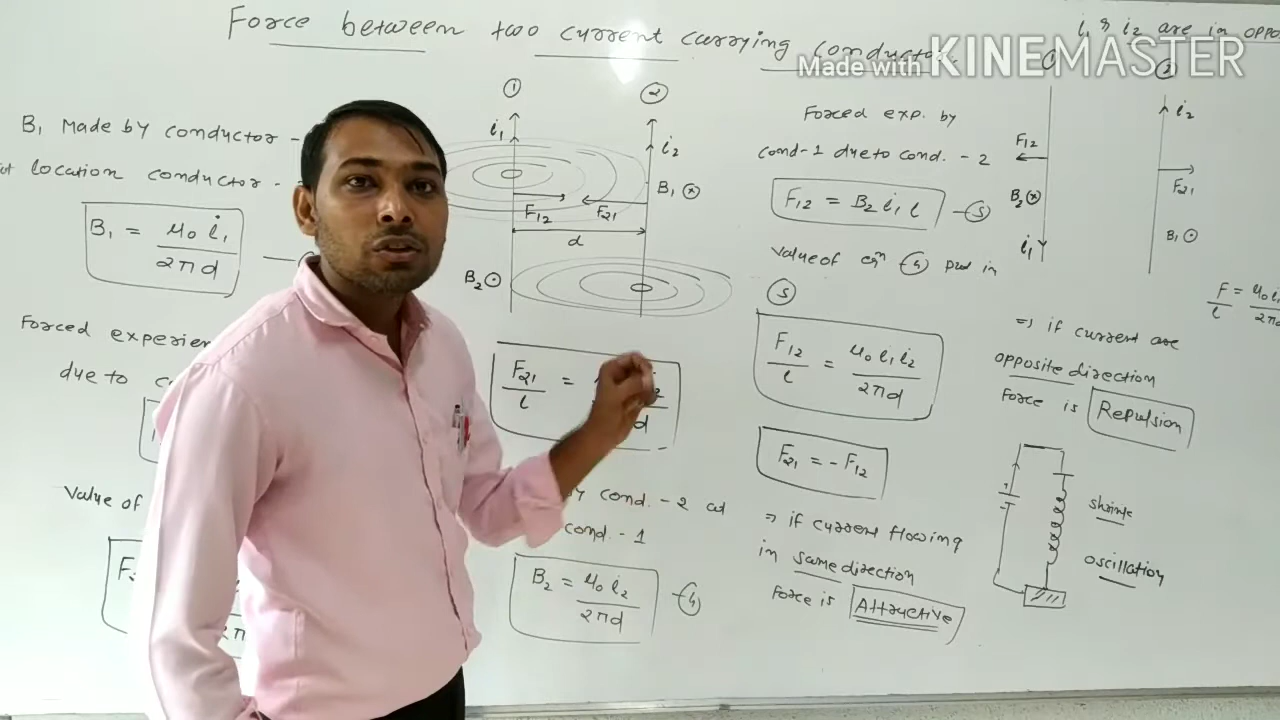 Force between two current carrying conductor
Made with KINEMASTER
B₁ Made by conductor -
at location conductor -
B₁ = μ₀ i₁ / 2πd
Forced experien
due to
Value of
F
2π
① ②
i₁ i₂
B₁ ⊗
F₁₂ F₂₁
d
B₂ ⊙
F₂₁ / l =
d
by cond. - 2 at
cond. - 1
B₂ = μ₀ i₂ / 2πd —④
Forced exp. by
cond-1 due to cond. - 2
F₁₂ = B₂ i₁ l —⑤
Value of eqⁿ ④ put in
⑤
F₁₂ / l = μ₀ i₁ i₂ / 2πd
F₂₁ = - F₁₂
⇒ if current flowing
in same direction
force is Attractive
i₁ & i₂ are in oppo
① ②
i₂
F₁₂
F₂₁
B₂ ⊗
B₁ ⊙
i₁
F / l = μ₀ i₁ / 2πd
⇒ if current are
opposite direction
force is Repulsion
+
-
shrink
oscillation